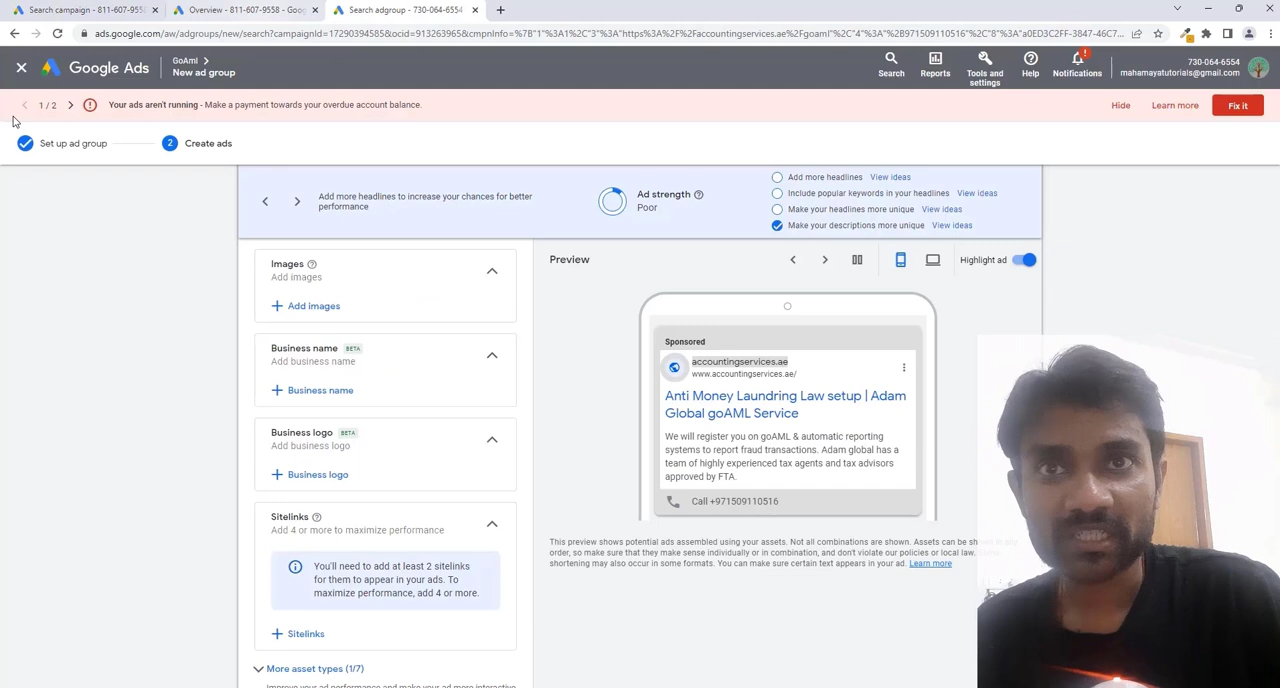 Search campaign - 811-607-9558
Overview - 811-607-9558 - Goog
Search adgroup - 730-064-6554
ads.google.com/aw/adgroups/new/search?campaignId=17290394585&ocid=913263965&cmpnInfo=%7B"1"%3A1%2C"3"%3A"https%3A%2F%2Faccountingservices.ae%2Fgoaml"%2C"4"%3A%2B971509110516%2C"8"%3A"a0ED3C2FF-3847-46C7...
Google Ads
GoAml
New ad group
Search
Reports
Tools and
settings
Help
Notifications
730-064-6554
mahamayatutorials@gmail.com
1 / 2
Your ads aren't running - Make a payment towards your overdue account balance.
Hide
Learn more
Fix it
Set up ad group
2 Create ads
Add more headlines to increase your chances for better
performance
Ad strength
Poor
Add more headlines View ideas
Include popular keywords in your headlines View ideas
Make your headlines more unique View ideas
Make your descriptions more unique View ideas
Images
Add images
Add images
Business name BETA
Add business name
Business name
Business logo BETA
Add business logo
Business logo
Sitelinks
Add 4 or more to maximize performance
You'll need to add at least 2 sitelinks
for them to appear in your ads. To
maximize performance, add 4 or more.
Sitelinks
More asset types (1/7)
Improve your ad performance and make your ad more interactive
Preview
Highlight ad
Sponsored
accountingservices.ae
www.accountingservices.ae/
Anti Money Laundring Law setup | Adam
Global goAML Service
We will register you on goAML & automatic reporting
systems to report fraud transactions. Adam global has a
team of highly experienced tax agents and tax advisors
approved by FTA.
Call +971509110516
This preview shows potential ads assembled using your assets. Not all combinations are shown. Assets can be sh
order, so make sure that they make sense individually or in combination, and don't violate our policies or local law.
shortening may also occur in some formats. You can make sure certain text appears in your ad. Learn more